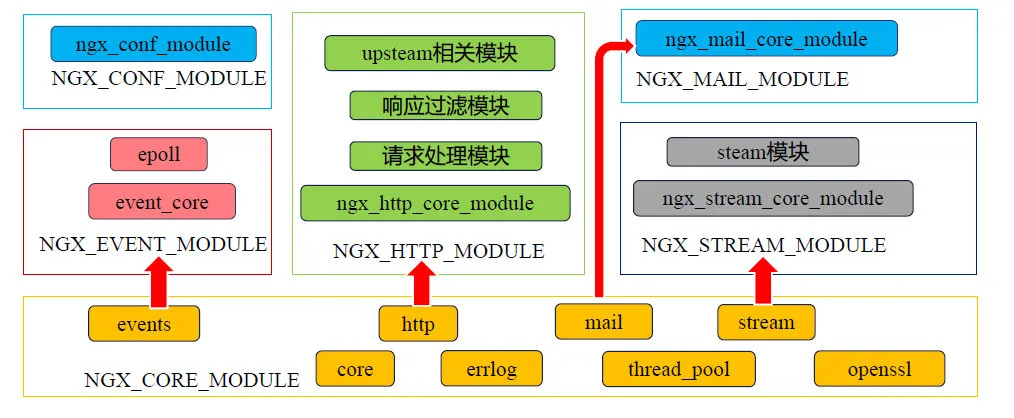 ngx_conf_module
NGX_CONF_MODULE
upsteam相关模块
响应过滤模块
请求处理模块
ngx_http_core_module
NGX_HTTP_MODULE
ngx_mail_core_module
NGX_MAIL_MODULE
epoll
event_core
NGX_EVENT_MODULE
steam模块
ngx_stream_core_module
NGX_STREAM_MODULE
events
http
mail
stream
core
errlog
thread_pool
openssl
NGX_CORE_MODULE